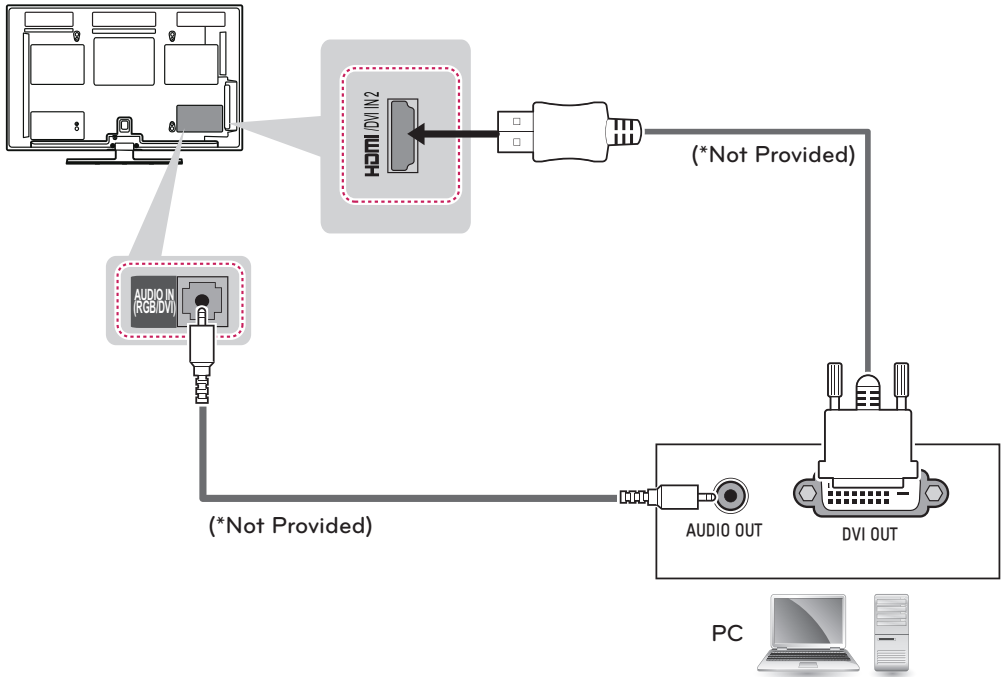 HDMI /DVI IN 2
(*Not Provided)
AUDIO IN
(RGB/DVI)
(*Not Provided)
AUDIO OUT
DVI OUT
PC